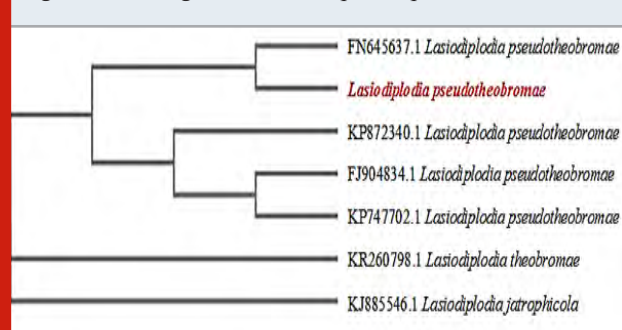 FN645637.1 Lasiodiplodia pseudotheobromae
Lasiodiplodia pseudotheobromae
KP872340.1 Lasiodiplodia pseudotheobromae
FJ904834.1 Lasiodiplodia pseudotheobromae
KP747702.1 Lasiodiplodia pseudotheobromae
KR260798.1 Lasiodiplodia theobromae
KJ885546.1 Lasiodiplodia jatrophicola